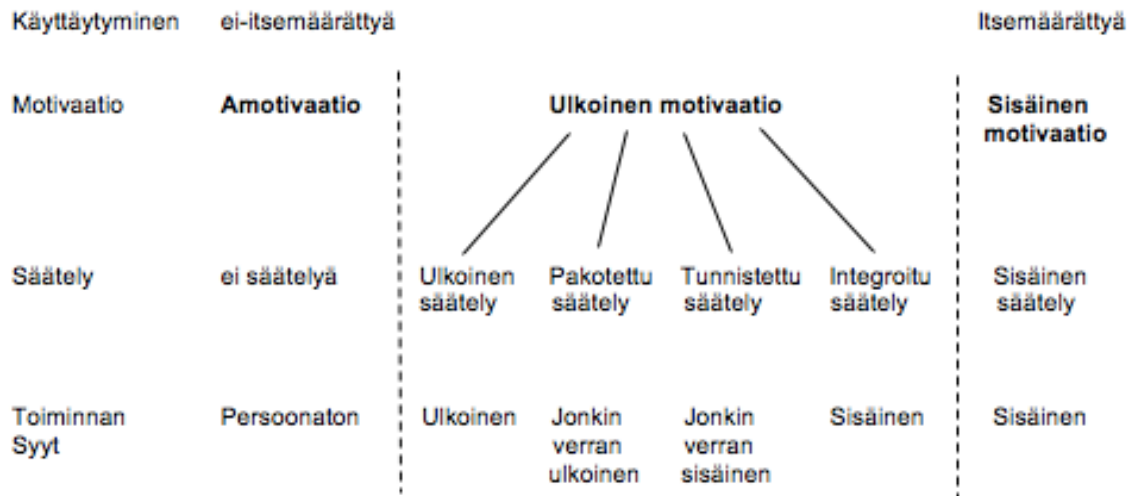 Käyttäytyminen ei-itsemäärättyä Itsemäärättyä
Motivaatio Amotivaatio Ulkoinen motivaatio Sisäinen
motivaatio
Säätely ei säätelyä Ulkoinen Pakotettu Tunnistettu Integroitu Sisäinen
säätely säätely säätely säätely säätely
Toiminnan Persoonaton Ulkoinen Jonkin Jonkin Sisäinen Sisäinen
Syyt verran verran
ulkoinen sisäinen